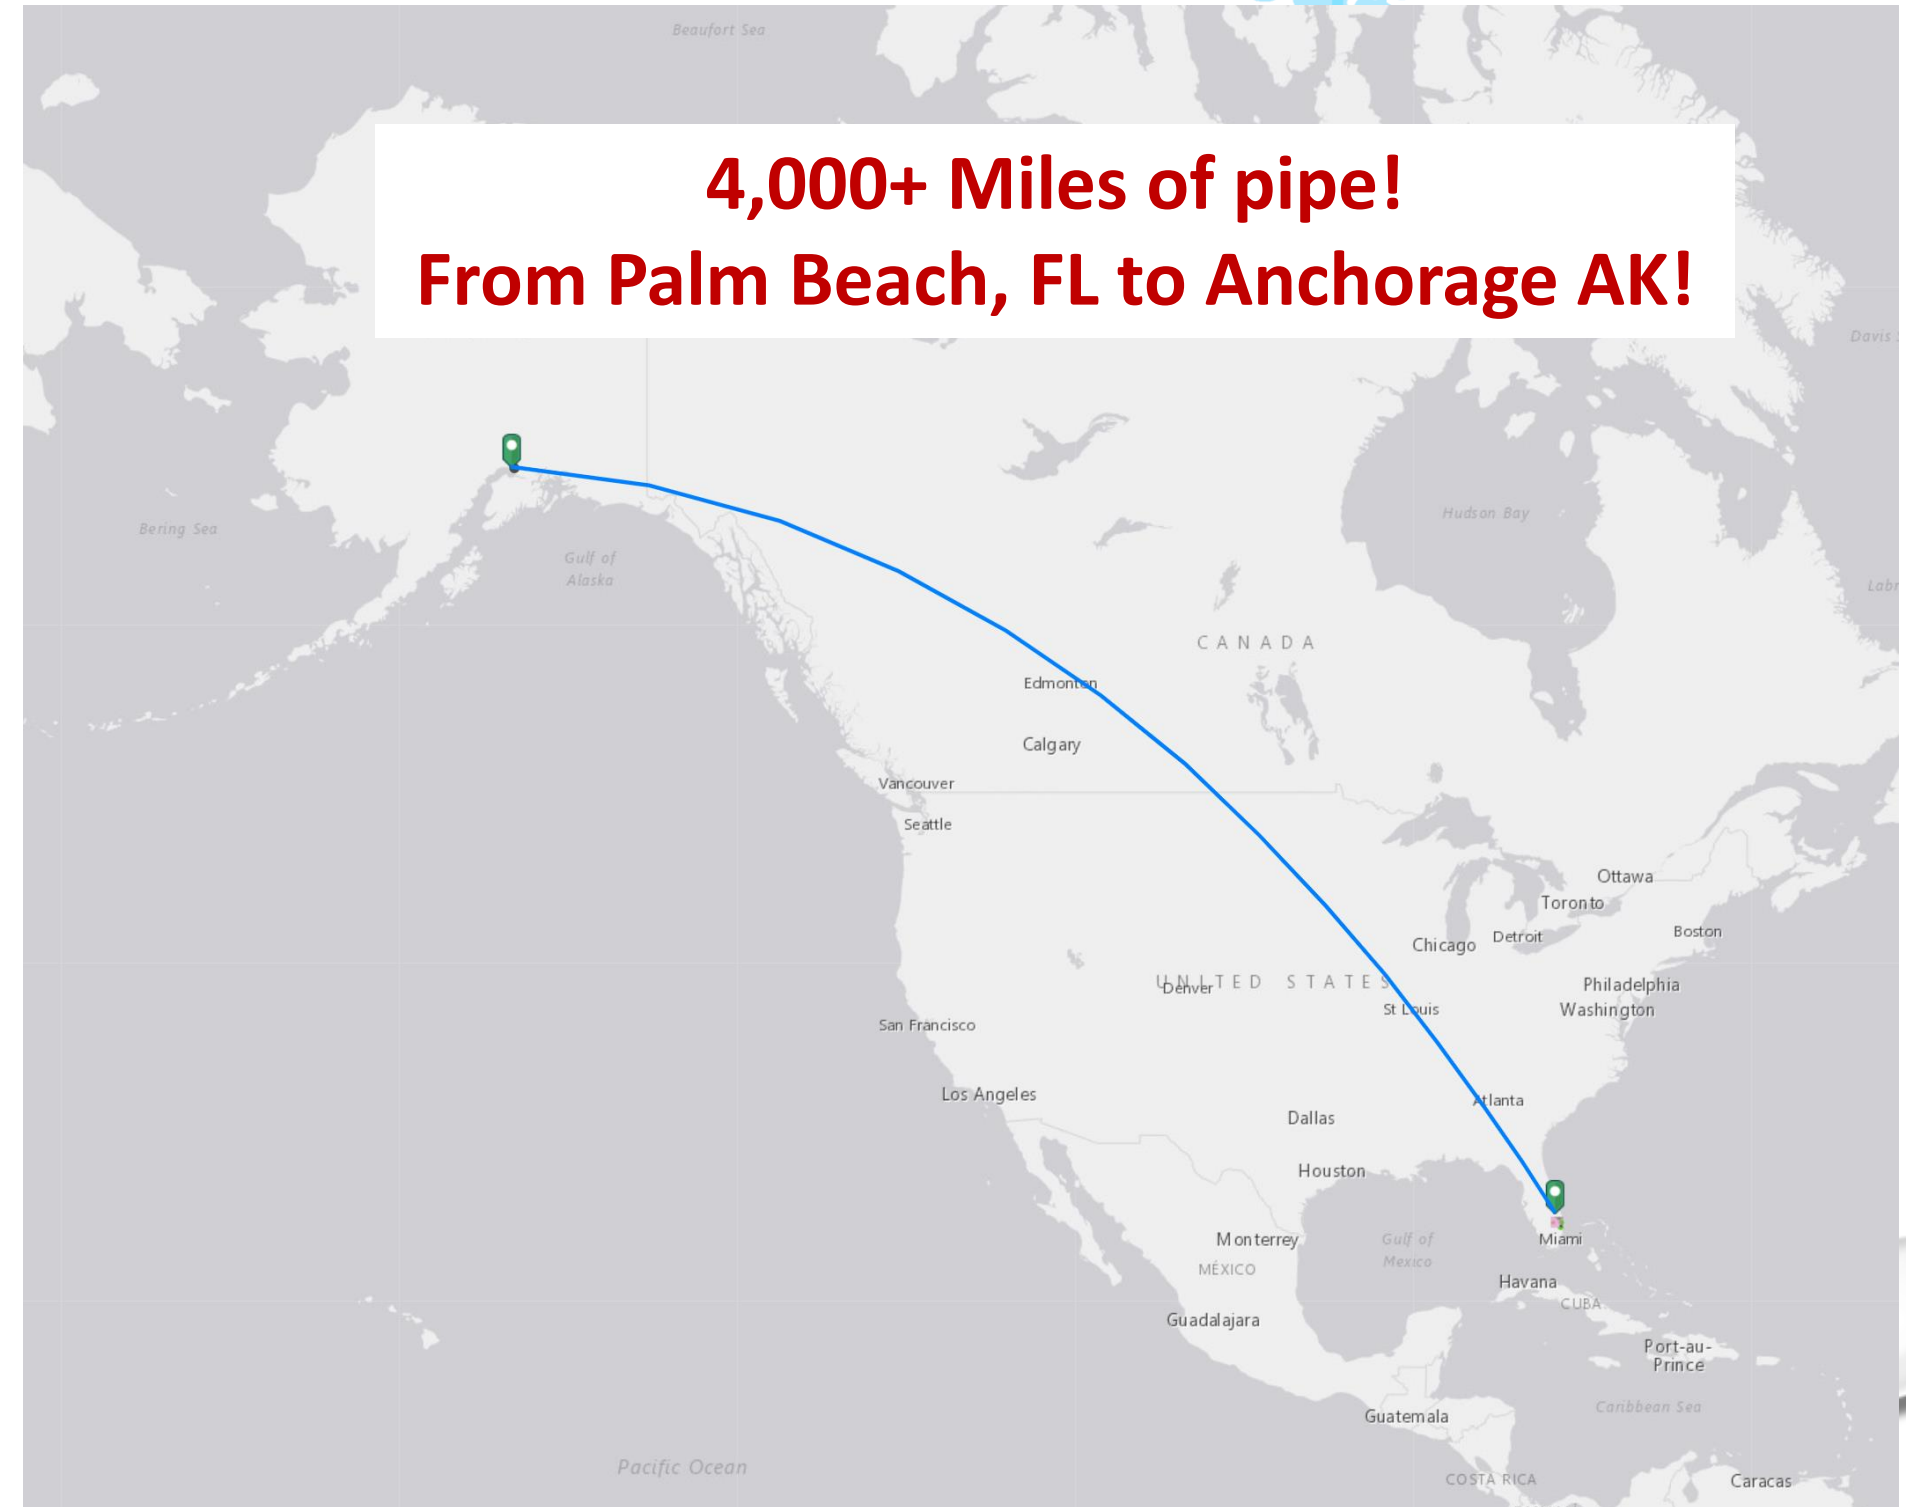 Beaufort Sea
4,000+ Miles of pipe!
From Palm Beach, FL to Anchorage AK!
Davis
Bering Sea
Gulf of
Alaska
Hudson Bay
Labr
CANADA
Edmonton
Calgary
Vancouver
Seattle
Ottawa
Toronto
Boston
Detroit
Chicago
UNITED STATES
Denver
Philadelphia
St Louis
Washington
San Francisco
Los Angeles
Atlanta
Dallas
Houston
Monterrey
Gulf of
Mexico
Miami
MÉXICO
Havana
CUBA
Guadalajara
Port-au-
Prince
Caribbean Sea
Guatemala
Pacific Ocean
COSTA RICA
Caracas